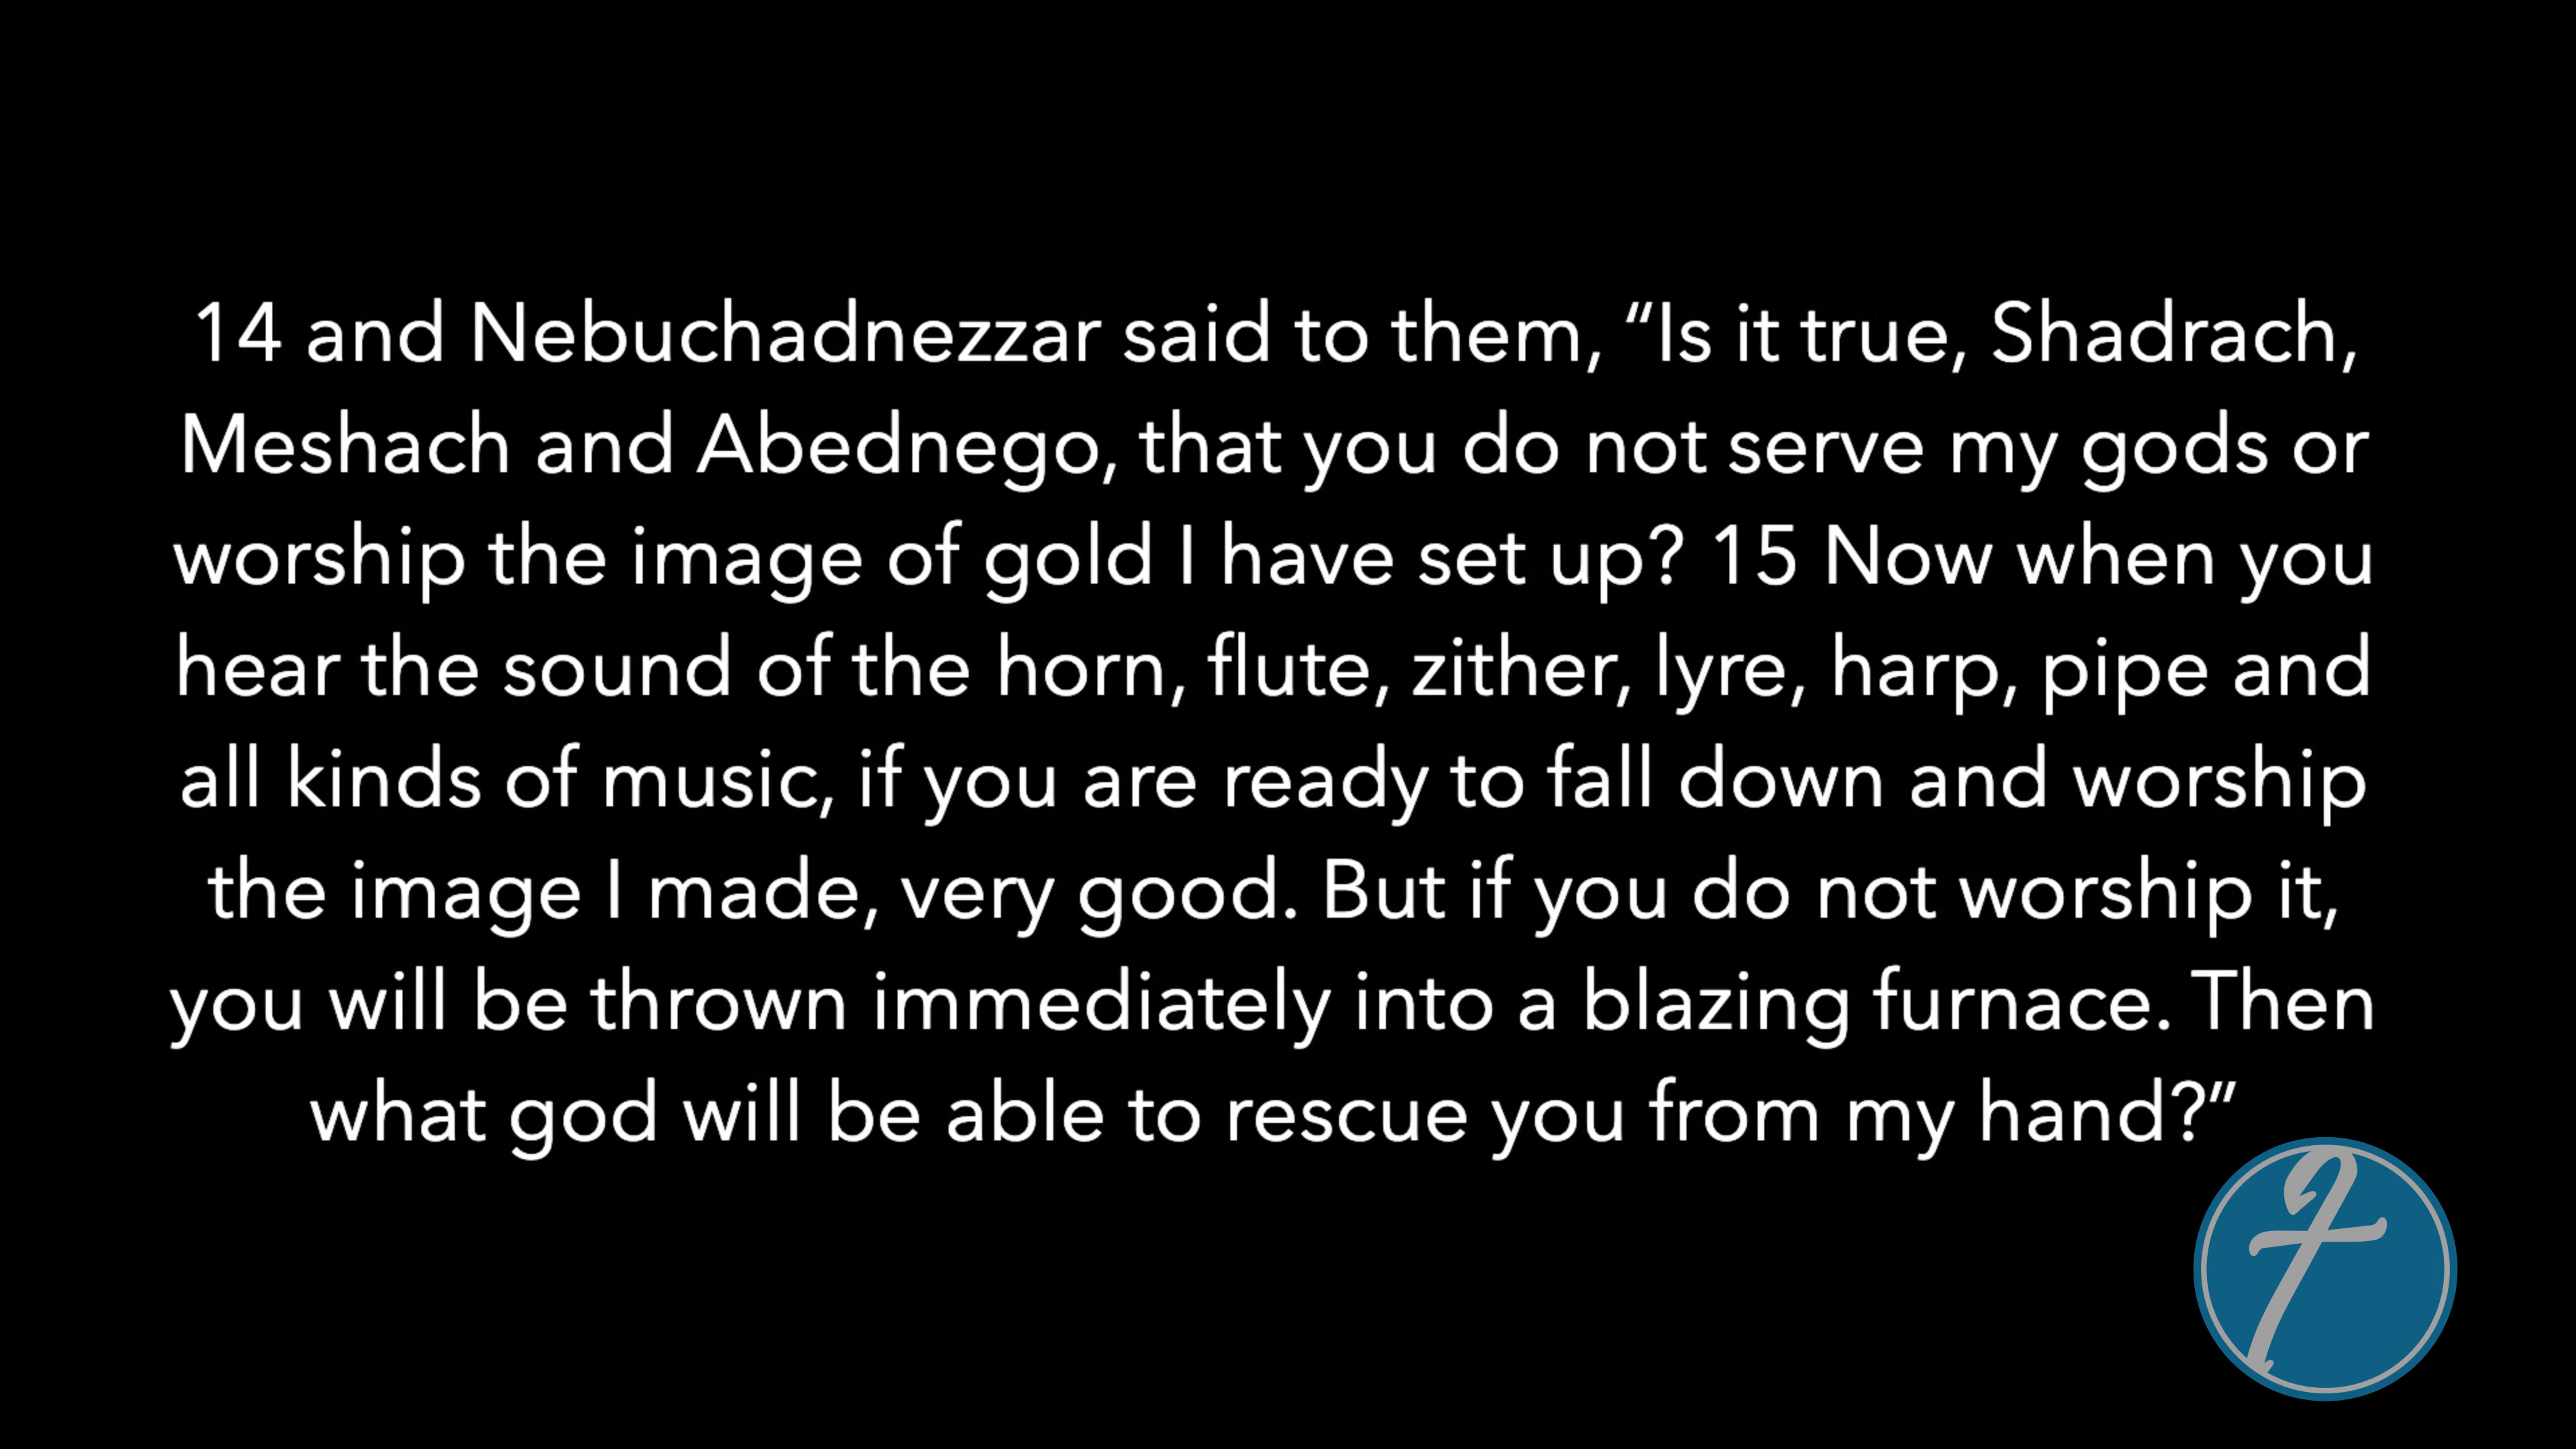 14 and Nebuchadnezzar said to them, “Is it true, Shadrach,
Meshach and Abednego, that you do not serve my gods or
worship the image of gold I have set up? 15 Now when you
hear the sound of the horn, flute, zither, lyre, harp, pipe and
all kinds of music, if you are ready to fall down and worship
the image I made, very good. But if you do not worship it,
you will be thrown immediately into a blazing furnace. Then
what god will be able to rescue you from my hand?”